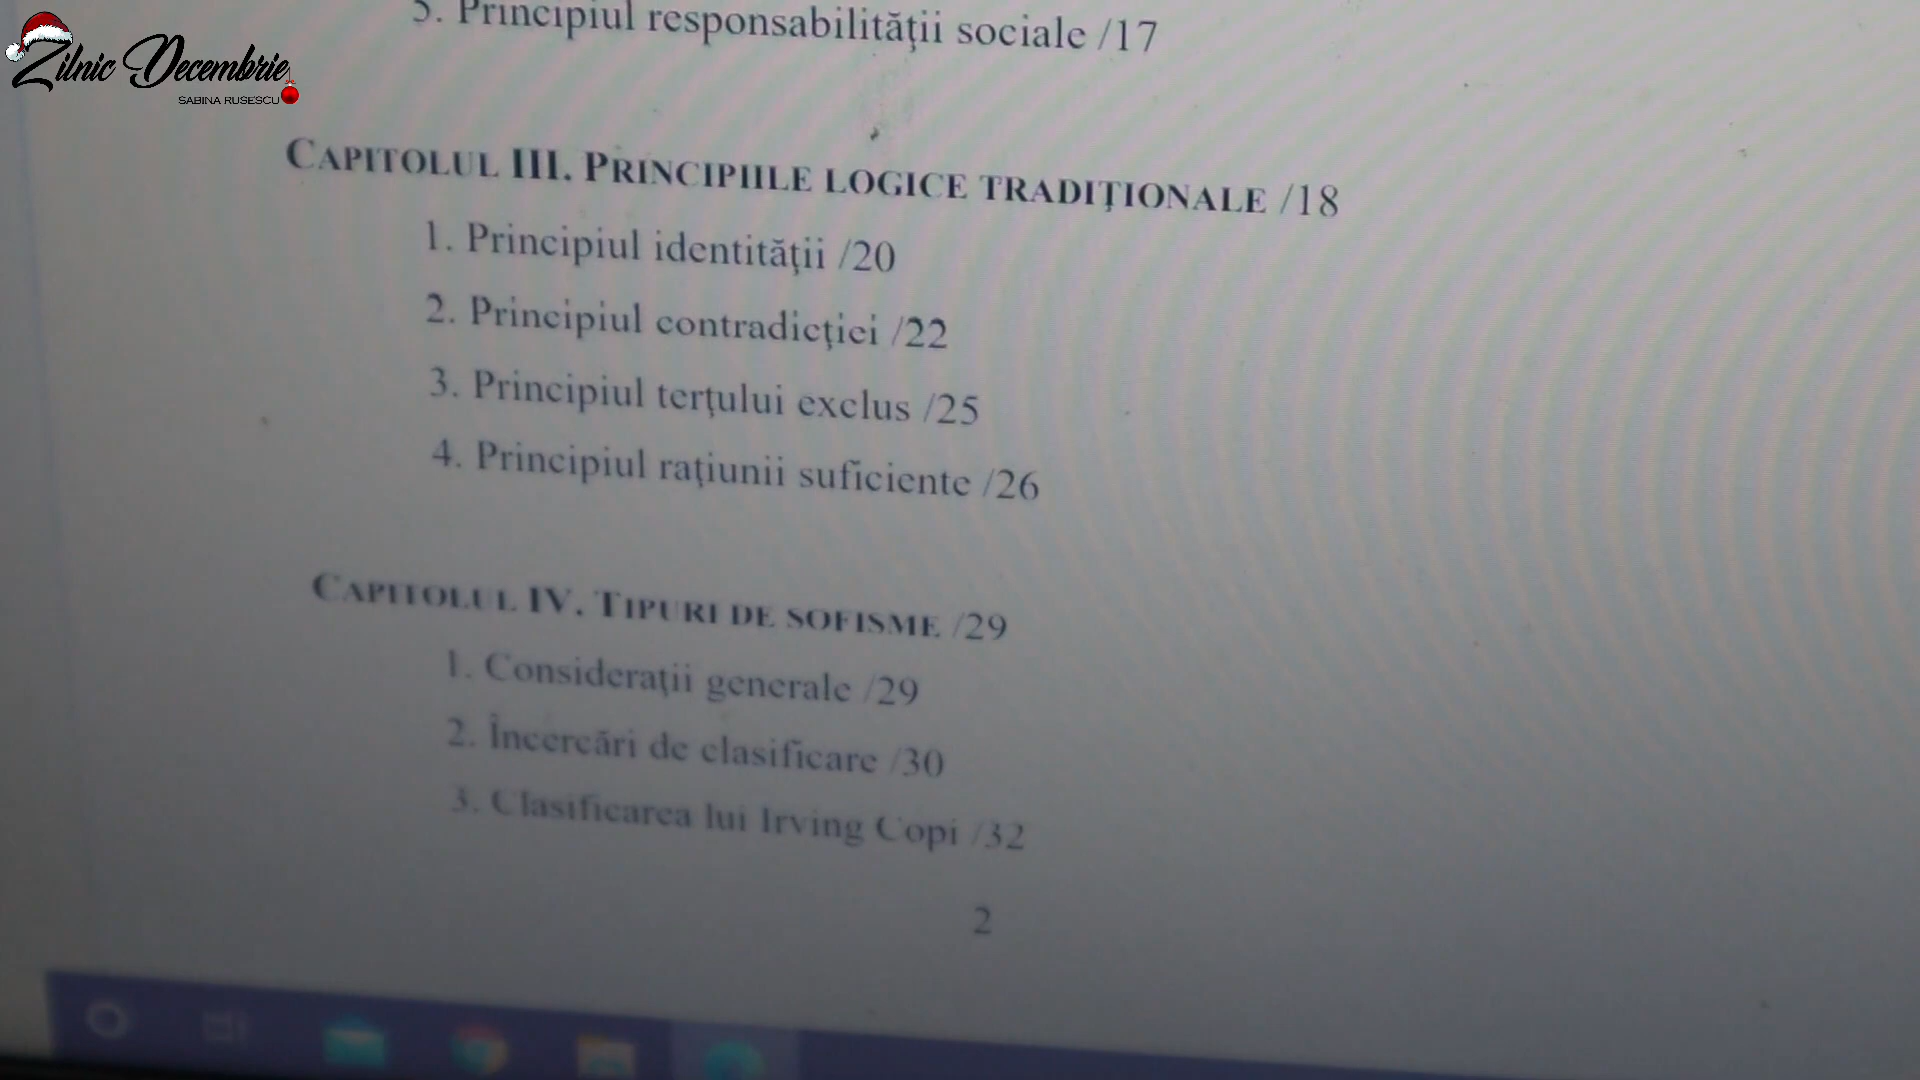 Zilnic Decembrie
SABINA RUSESCU
5. Principiul responsabilităţii sociale /17
CAPITOLUL III. PRINCIPIILE LOGICE TRADIŢIONALE /18
1. Principiul identităţii /20
2. Principiul contradicţiei /22
3. Principiul terţului exclus /25
4. Principiul raţiunii suficiente /26
CAPITOLUL IV. TIPURI DE SOFISME /29
1. Consideraţii generale /29
2. Încercări de clasificare /30
3. Clasificarea lui Irving Copi /32
2